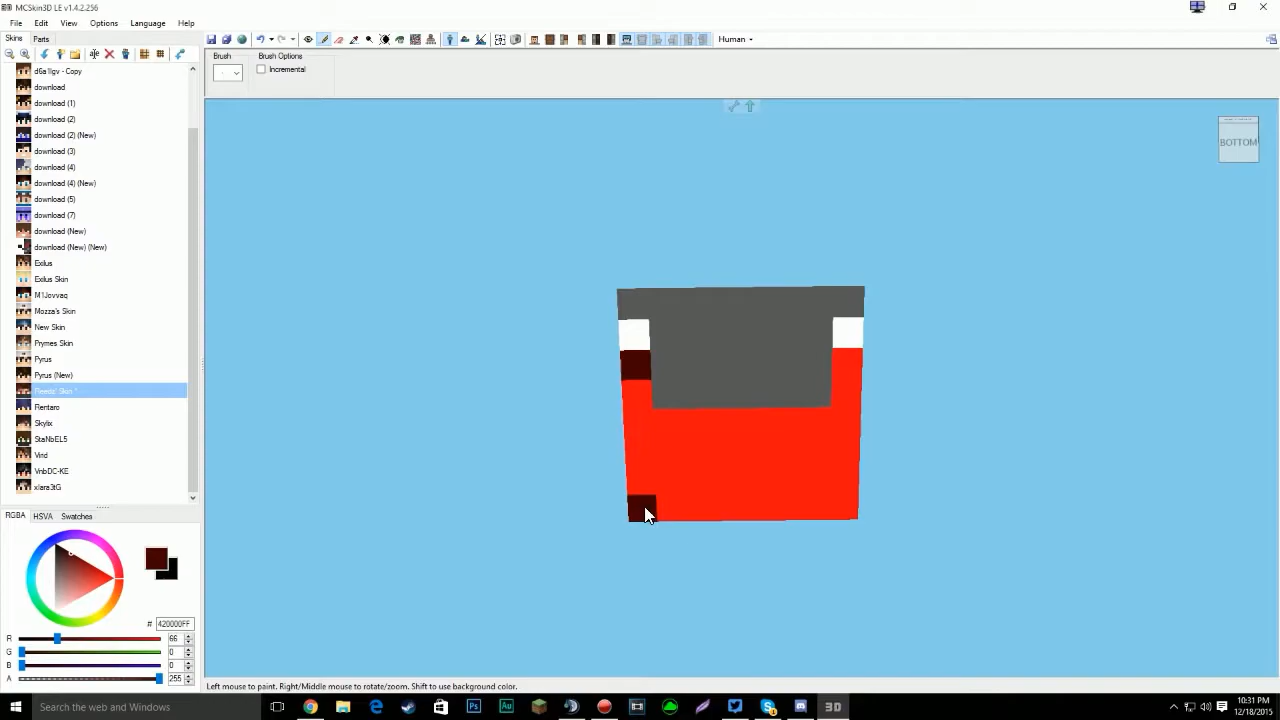 MCSkin3D LE v1.4.2.256
File Edit View Options Language Help
Skins Parts
Human
Brush Brush Options
Incremental
BOTTOM
d6a1lgv - Copy
download
download (1)
download (2)
download (2) (New)
download (3)
download (4)
download (4) (New)
download (5)
download (7)
download (New)
download (New) (New)
Exilus
Exilus Skin
M1Jovvaq
Mozza's Skin
New Skin
Prymes Skin
Pyrus
Pyrus (New)
Rentaro
Skylix
StaNbEL5
Vind
VnbDC-KE
xIara3tG
RGBA HSVA Swatches
# 420000FF
R 66
G 0
B 0
A 255
Left mouse to paint. Right/Middle mouse to rotate/zoom. Shift to use background color.
Search the web and Windows
3D
10:31 PM
12/18/2015